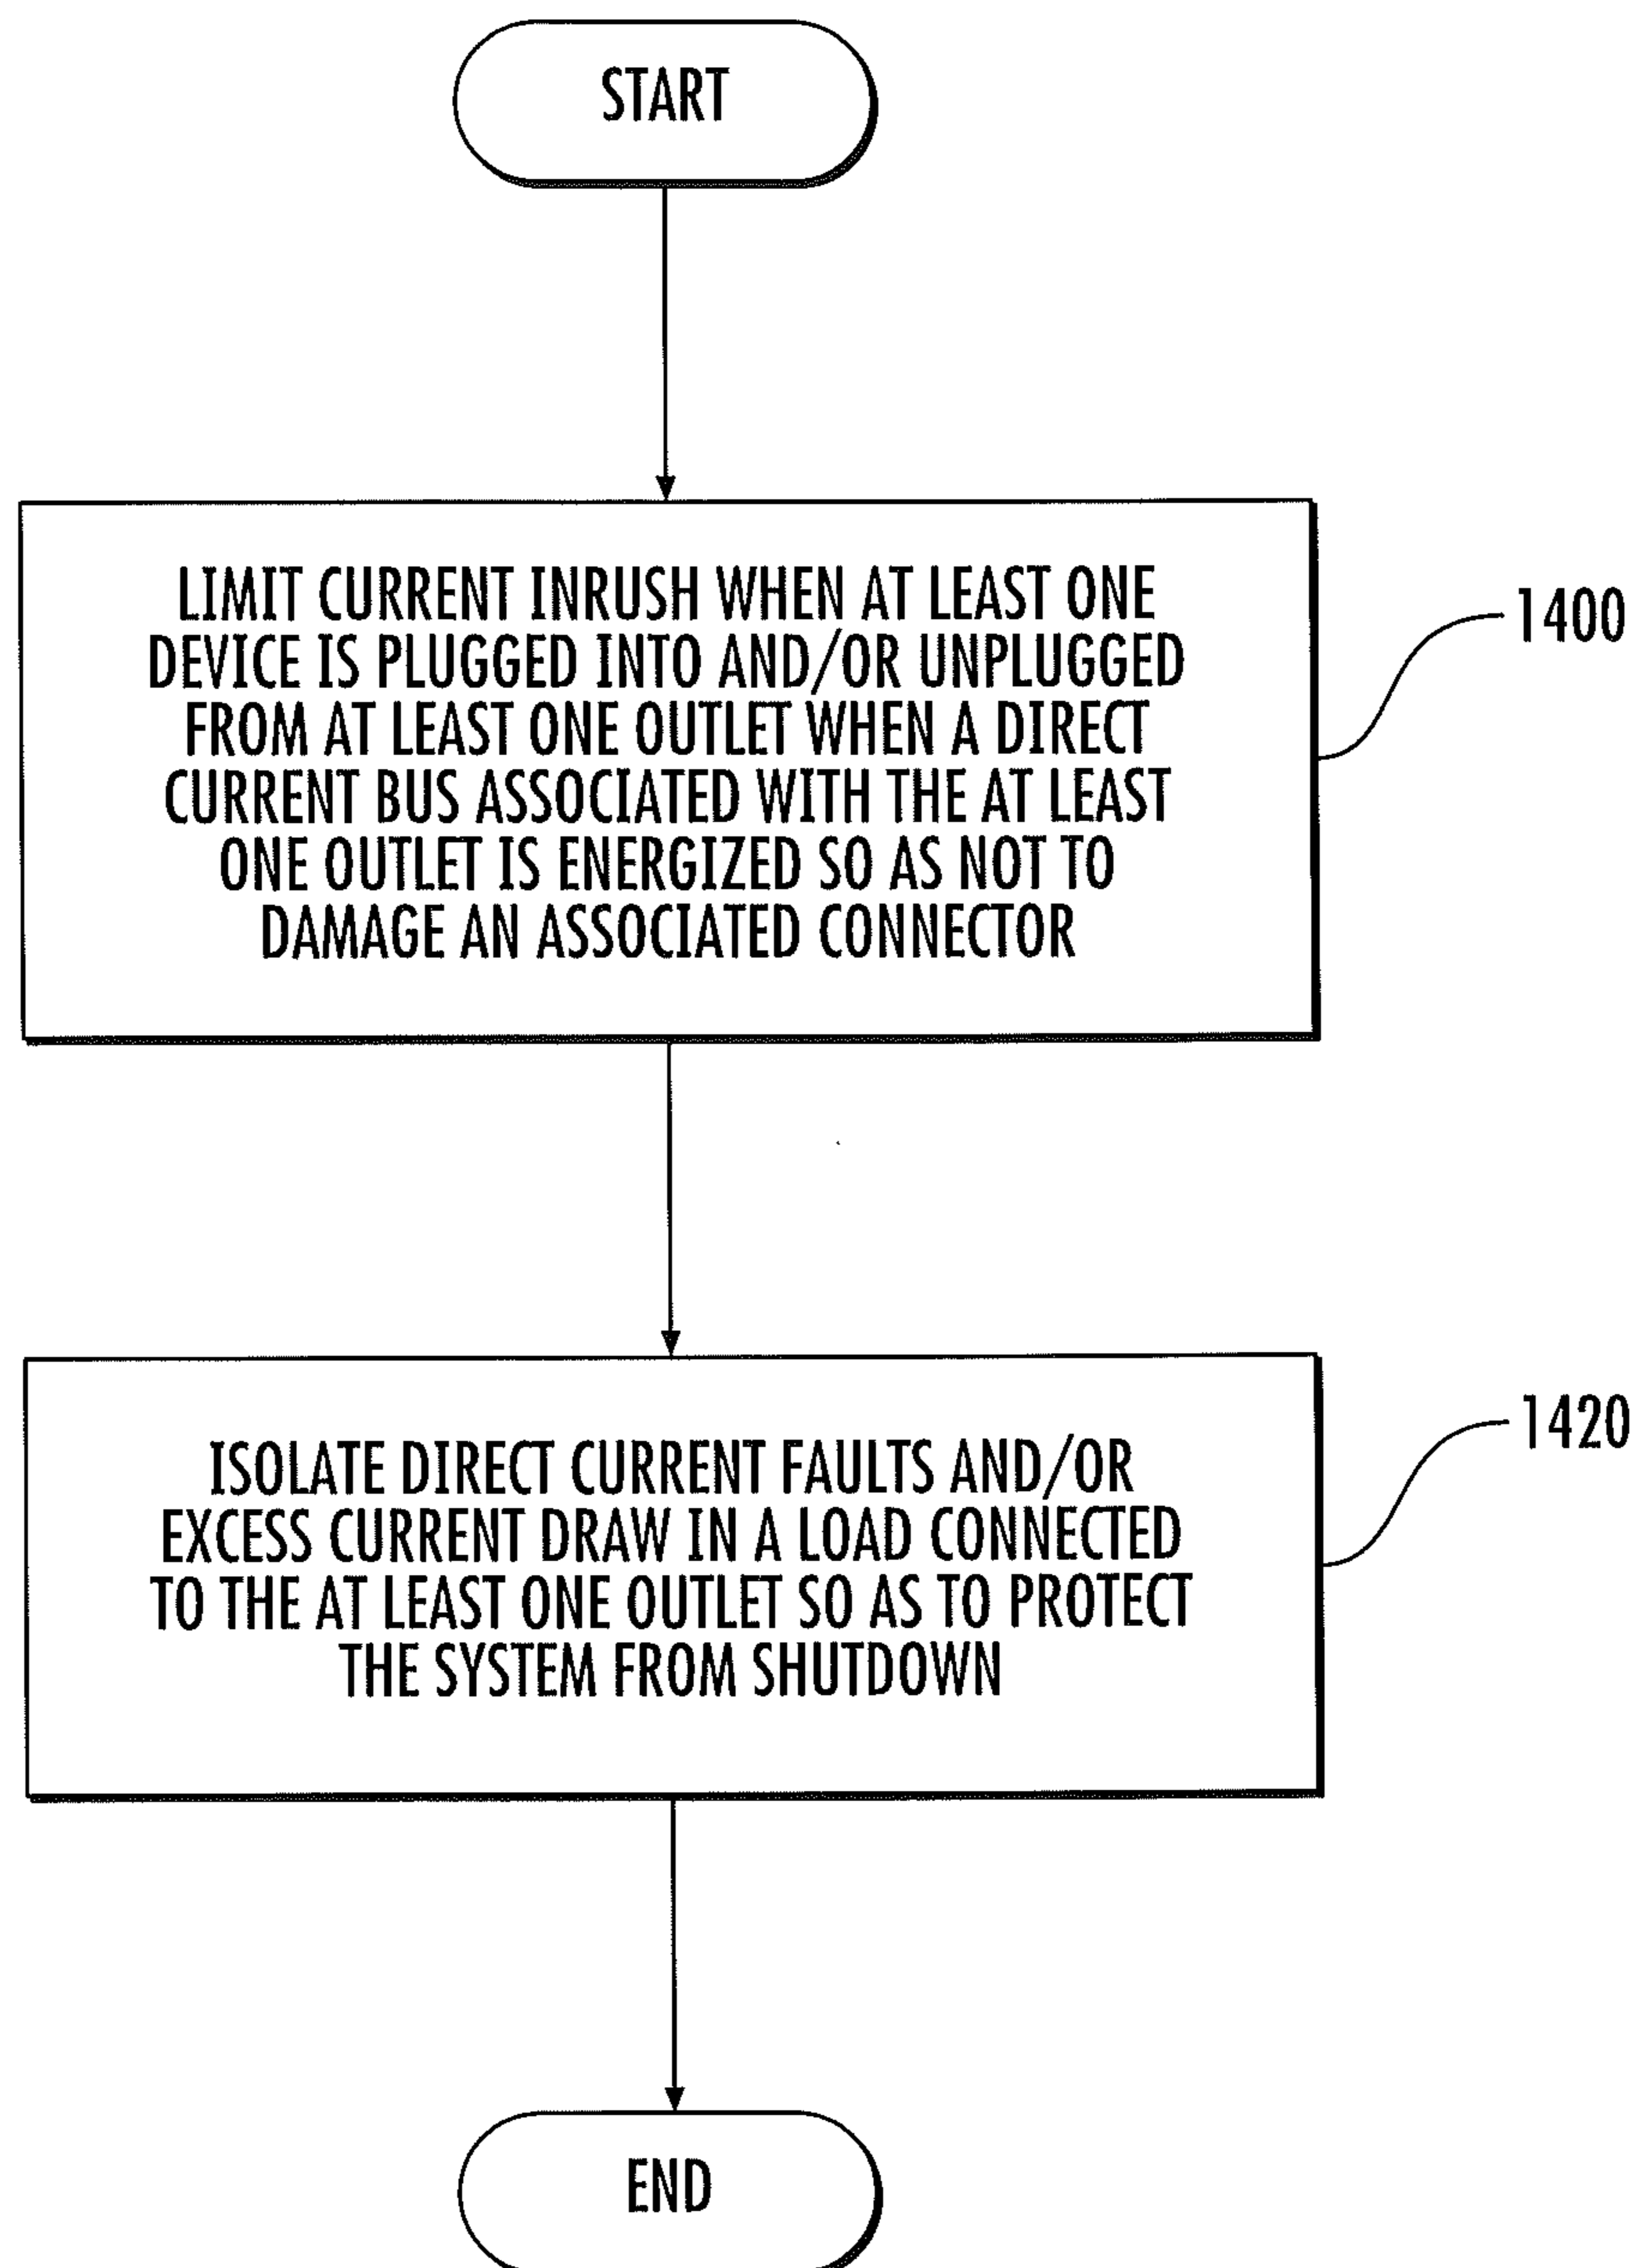 START
LIMIT CURRENT INRUSH WHEN AT LEAST ONE
DEVICE IS PLUGGED INTO AND/OR UNPLUGGED
FROM AT LEAST ONE OUTLET WHEN A DIRECT
CURRENT BUS ASSOCIATED WITH THE AT LEAST
ONE OUTLET IS ENERGIZED SO AS NOT TO
DAMAGE AN ASSOCIATED CONNECTOR
1400
ISOLATE DIRECT CURRENT FAULTS AND/OR
EXCESS CURRENT DRAW IN A LOAD CONNECTED
TO THE AT LEAST ONE OUTLET SO AS TO PROTECT
THE SYSTEM FROM SHUTDOWN
1420
END